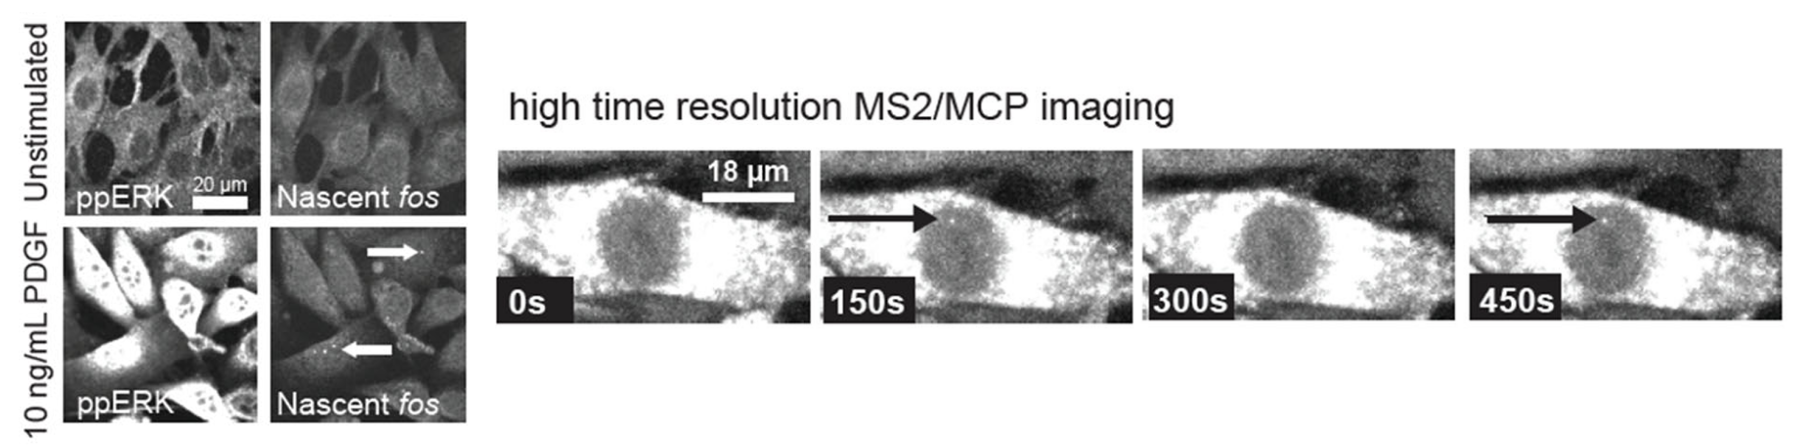 Unstimulated
ppERK
20 µm
Nascent fos
10 ng/mL PDGF
ppERK
Nascent fos
high time resolution MS2/MCP imaging
18 µm
0s
150s
300s
450s